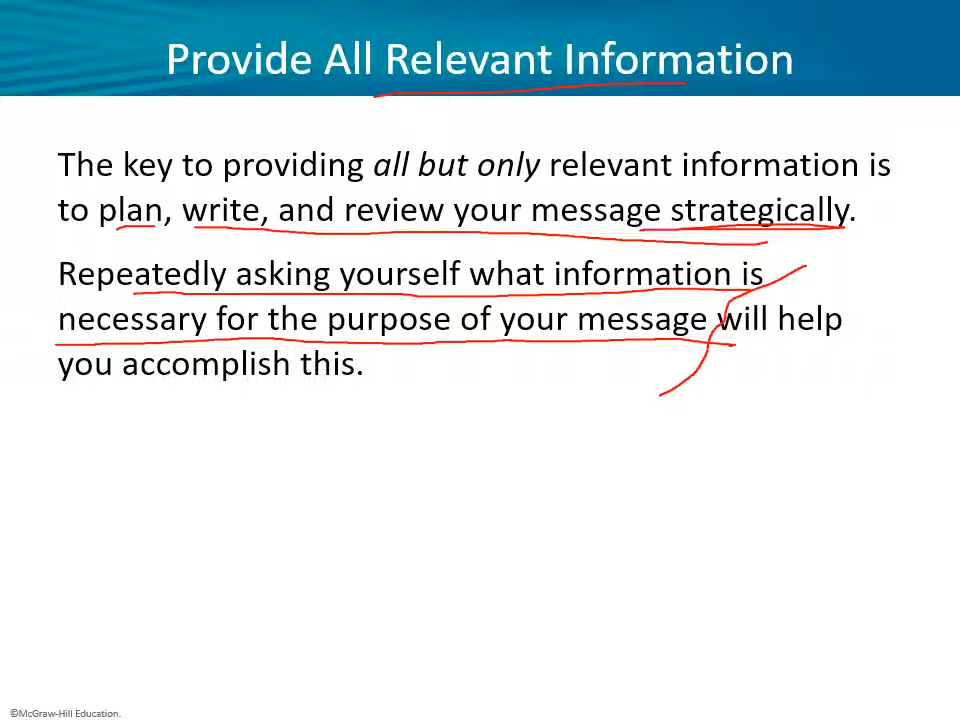 Provide All Relevant Information
The key to providing all but only relevant information is
to plan, write, and review your message strategically.
Repeatedly asking yourself what information is
necessary for the purpose of your message will help
you accomplish this.
©McGraw-Hill Education.